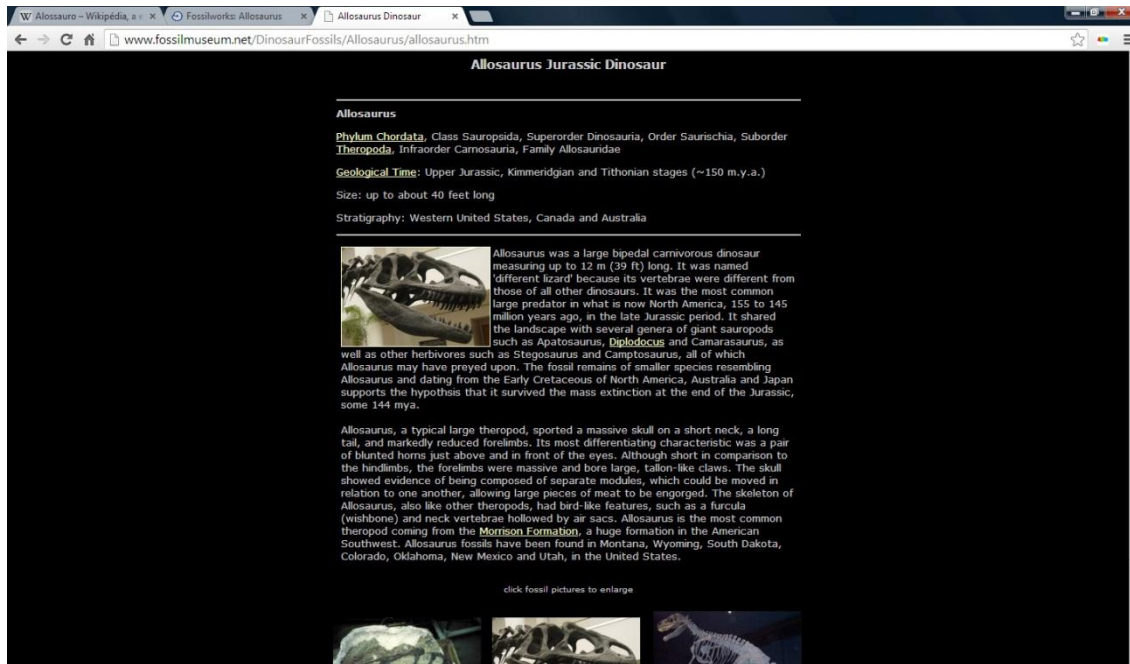 Alossauro – Wikipédia, a e
Fossilworks: Allosaurus
Allosaurus Dinosaur
www.fossilmuseum.net/DinosaurFossils/Allosaurus/allosaurus.htm
Allosaurus Jurassic Dinosaur
Allosaurus
Phylum Chordata, Class Sauropsida, Superorder Dinosauria, Order Saurischia, Suborder
Theropoda, Infraorder Carnosauria, Family Allosauridae
Geological Time: Upper Jurassic, Kimmeridgian and Tithonian stages (~150 m.y.a.)
Size: up to about 40 feet long
Stratigraphy: Western United States, Canada and Australia
Allosaurus was a large bipedal carnivorous dinosaur
measuring up to 12 m (39 ft) long. It was named
'different lizard' because its vertebrae were different from
those of all other dinosaurs. It was the most common
large predator in what is now North America, 155 to 145
million years ago, in the late Jurassic period. It shared
the landscape with several genera of giant sauropods
such as Apatosaurus, Diplodocus and Camarasaurus, as
well as other herbivores such as Stegosaurus and Camptosaurus, all of which
Allosaurus may have preyed upon. The fossil remains of smaller species resembling
Allosaurus and dating from the Early Cretaceous of North America, Australia and Japan
supports the hypothsis that it survived the mass extinction at the end of the Jurassic,
some 144 mya.
Allosaurus, a typical large theropod, sported a massive skull on a short neck, a long
tail, and markedly reduced forelimbs. Its most differentiating characteristic was a pair
of blunted horns just above and in front of the eyes. Although short in comparison to
the hindlimbs, the forelimbs were massive and bore large, tallon-like claws. The skull
showed evidence of being composed of separate modules, which could be moved in
relation to one another, allowing large pieces of meat to be engorged. The skeleton of
Allosaurus, also like other theropods, had bird-like features, such as a furcula
(wishbone) and neck vertebrae hollowed by air sacs. Allosaurus is the most common
theropod coming from the Morrison Formation, a huge formation in the American
Southwest. Allosaurus fossils have been found in Montana, Wyoming, South Dakota,
Colorado, Oklahoma, New Mexico and Utah, in the United States.
click fossil pictures to enlarge